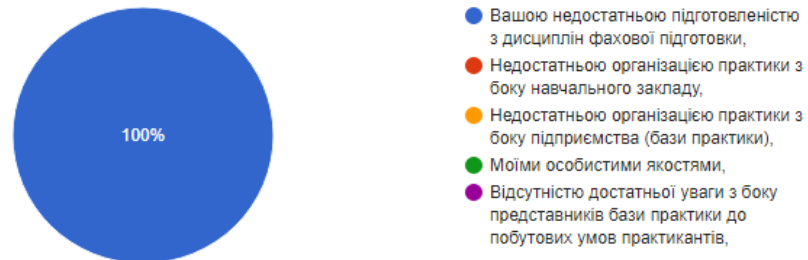 100%
Вашою недостатньою підготовленістю
з дисциплін фахової підготовки,
Недостатньою організацією практики з
боку навчального закладу,
Недостатньою організацією практики з
боку підприємства (бази практики),
Моїми особистими якостями,
Відсутністю достатньої уваги з боку
представників бази практики до
побутових умов практикантів,